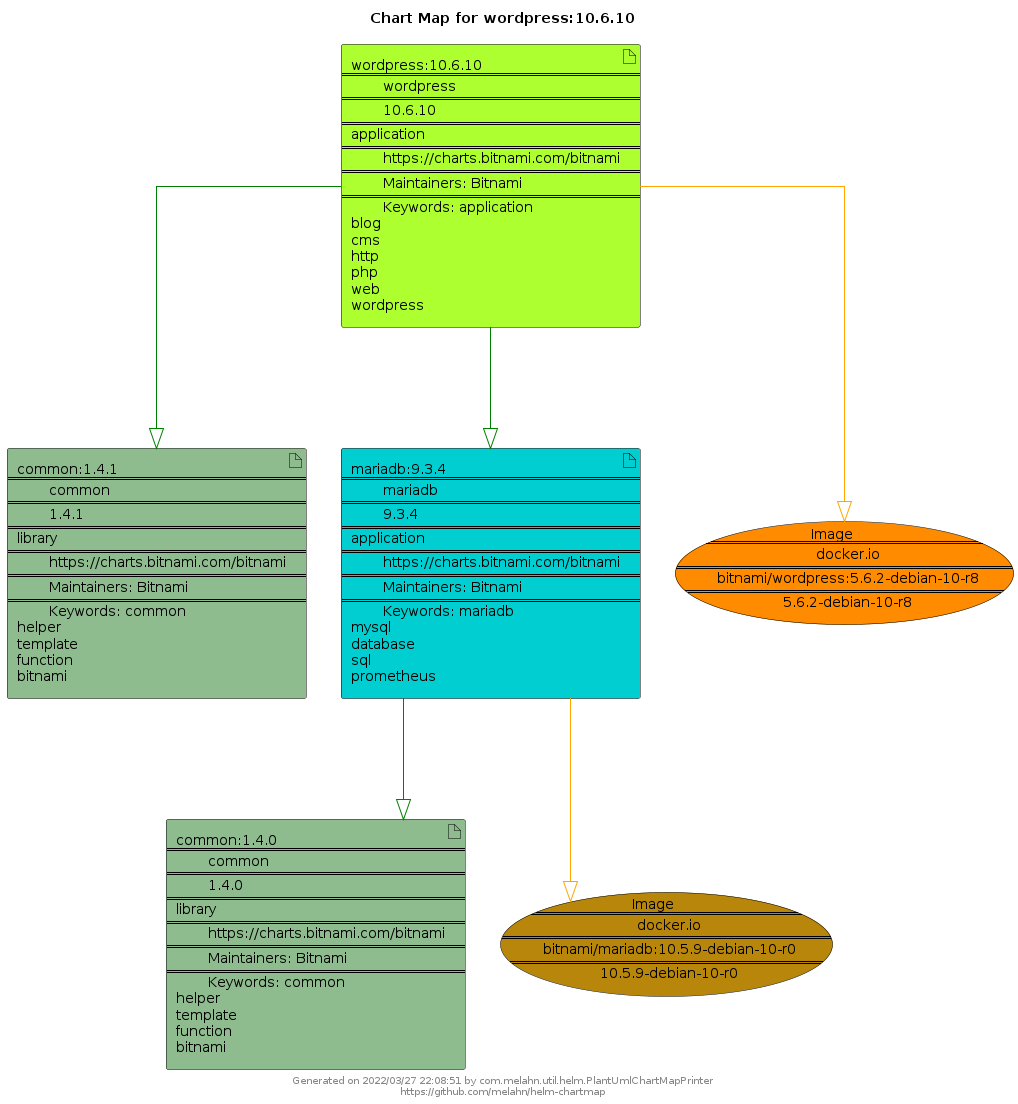 Chart Map for wordpress:10.6.10
wordpress:10.6.10
wordpress
10.6.10
application
https://charts.bitnami.com/bitnami
Maintainers: Bitnami
Keywords: application
blog
cms
http
php
web
wordpress
common:1.4.1
common
1.4.1
library
https://charts.bitnami.com/bitnami
Maintainers: Bitnami
Keywords: common
helper
template
function
bitnami
mariadb:9.3.4
mariadb
9.3.4
application
https://charts.bitnami.com/bitnami
Maintainers: Bitnami
Keywords: mariadb
mysql
database
sql
prometheus
Image
docker.io
bitnami/wordpress:5.6.2-debian-10-r8
5.6.2-debian-10-r8
common:1.4.0
common
1.4.0
library
https://charts.bitnami.com/bitnami
Maintainers: Bitnami
Keywords: common
helper
template
function
bitnami
Image
docker.io
bitnami/mariadb:10.5.9-debian-10-r0
10.5.9-debian-10-r0
Generated on 2022/03/27 22:08:51 by com.melahn.util.helm.PlantUmlChartMapPrinter
https://github.com/melahn/helm-chartmap